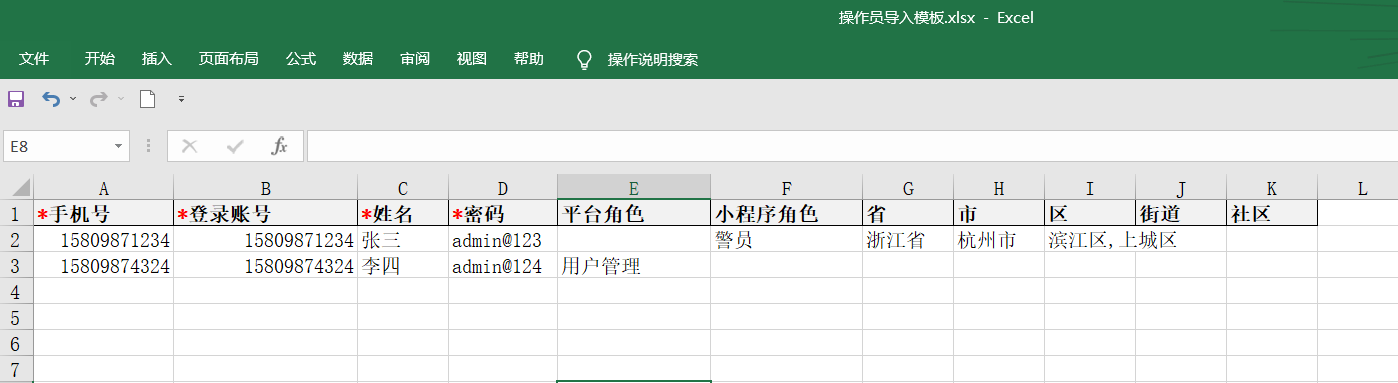 操作员导入模板.xlsx - Excel
文件 开始 插入 页面布局 公式 数据 审阅 视图 帮助 操作说明搜索
E8 fx
A B C D E F G H I J K L
1 *手机号 *登录账号 *姓名 *密码 平台角色 小程序角色 省 市 区 街道 社区
2 15809871234 15809871234 张三 admin@123 警员 浙江省 杭州市 滨江区,上城区
3 15809874324 15809874324 李四 admin@124 用户管理
4
5
6
7